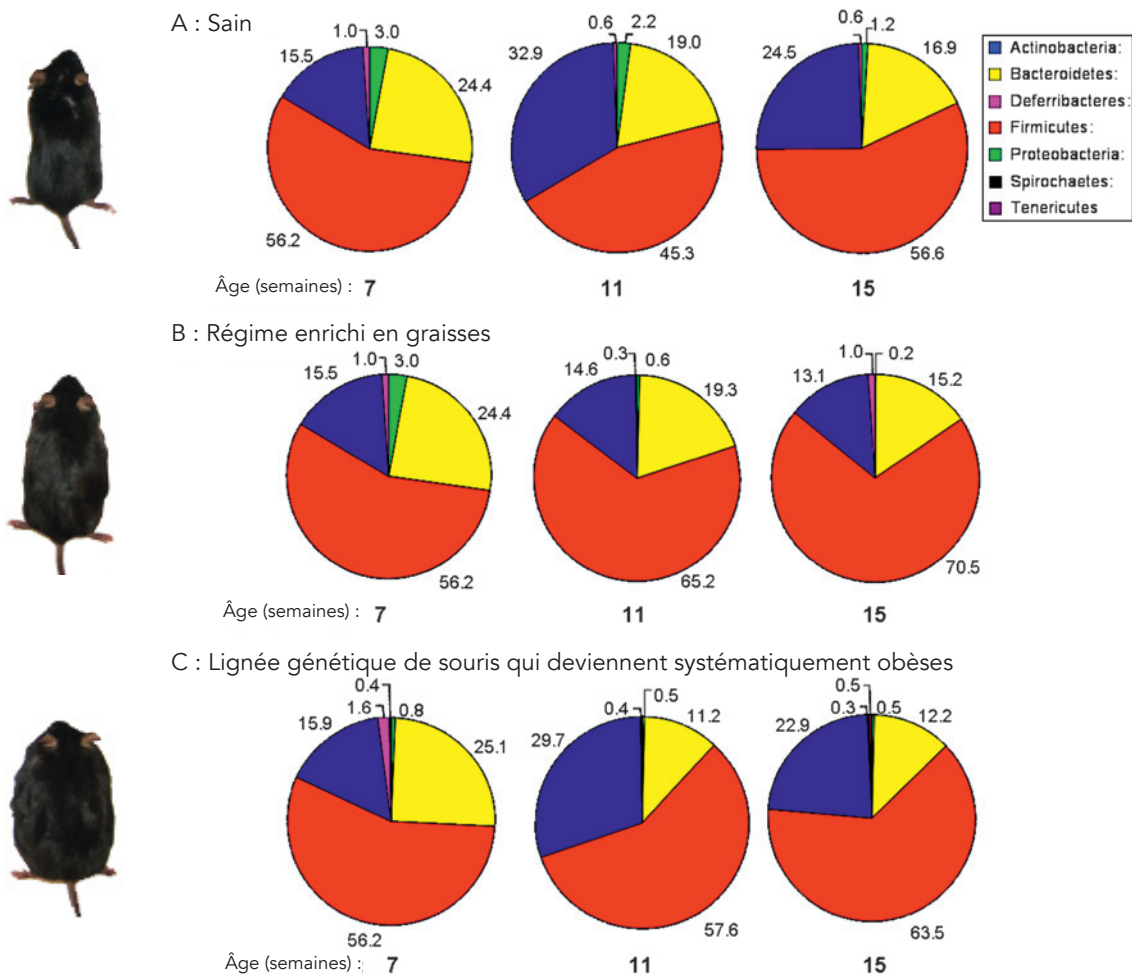 A : Sain
15.5 1.0 3.0 24.4 56.2
32.9 0.6 2.2 19.0 45.3
24.5 0.6 1.2 16.9 56.6
Actinobacteria:
Bacteroidetes:
Deferribacteres:
Firmicutes:
Proteobacteria:
Spirochaetes:
Tenericutes
Âge (semaines) : 7 11 15
B : Régime enrichi en graisses
15.5 1.0 3.0 24.4 56.2
14.6 0.3 0.6 19.3 65.2
13.1 1.0 0.2 15.2 70.5
Âge (semaines) : 7 11 15
C : Lignée génétique de souris qui deviennent systématiquement obèses
15.9 1.6 0.4 0.8 25.1 56.2
29.7 0.4 0.5 11.2 57.6
22.9 0.3 0.5 0.5 12.2 63.5
Âge (semaines) : 7 11 15